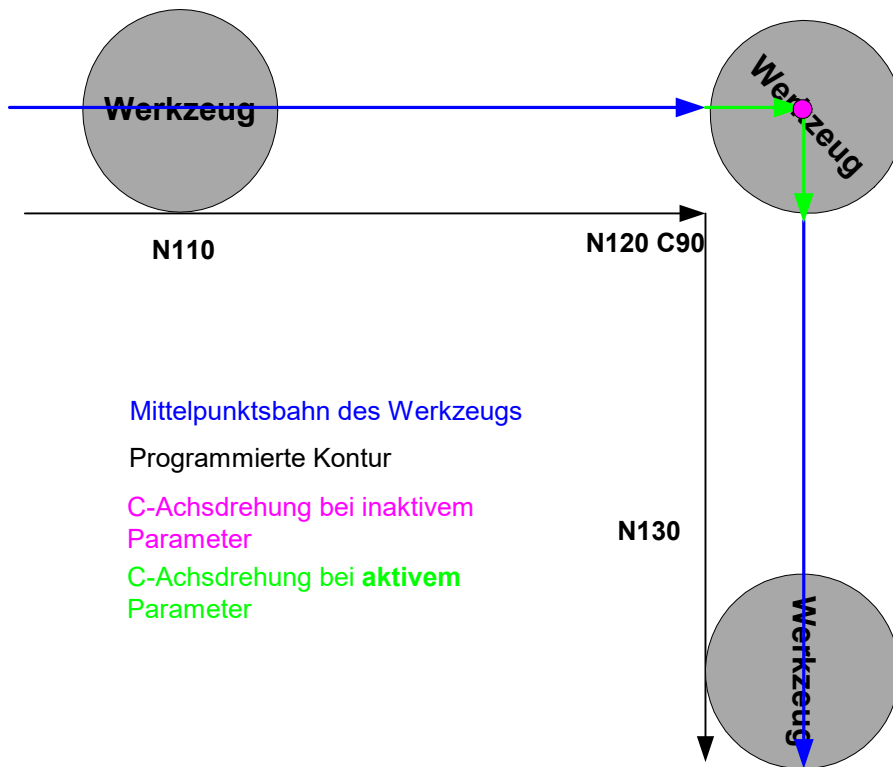 Werkzeug
Werkzeug
N110
N120 C90
Mittelpunktsbahn des Werkzeugs
Programmierte Kontur
C-Achsdrehung bei inaktivem
Parameter
C-Achsdrehung bei aktivem
Parameter
N130
Werkzeug